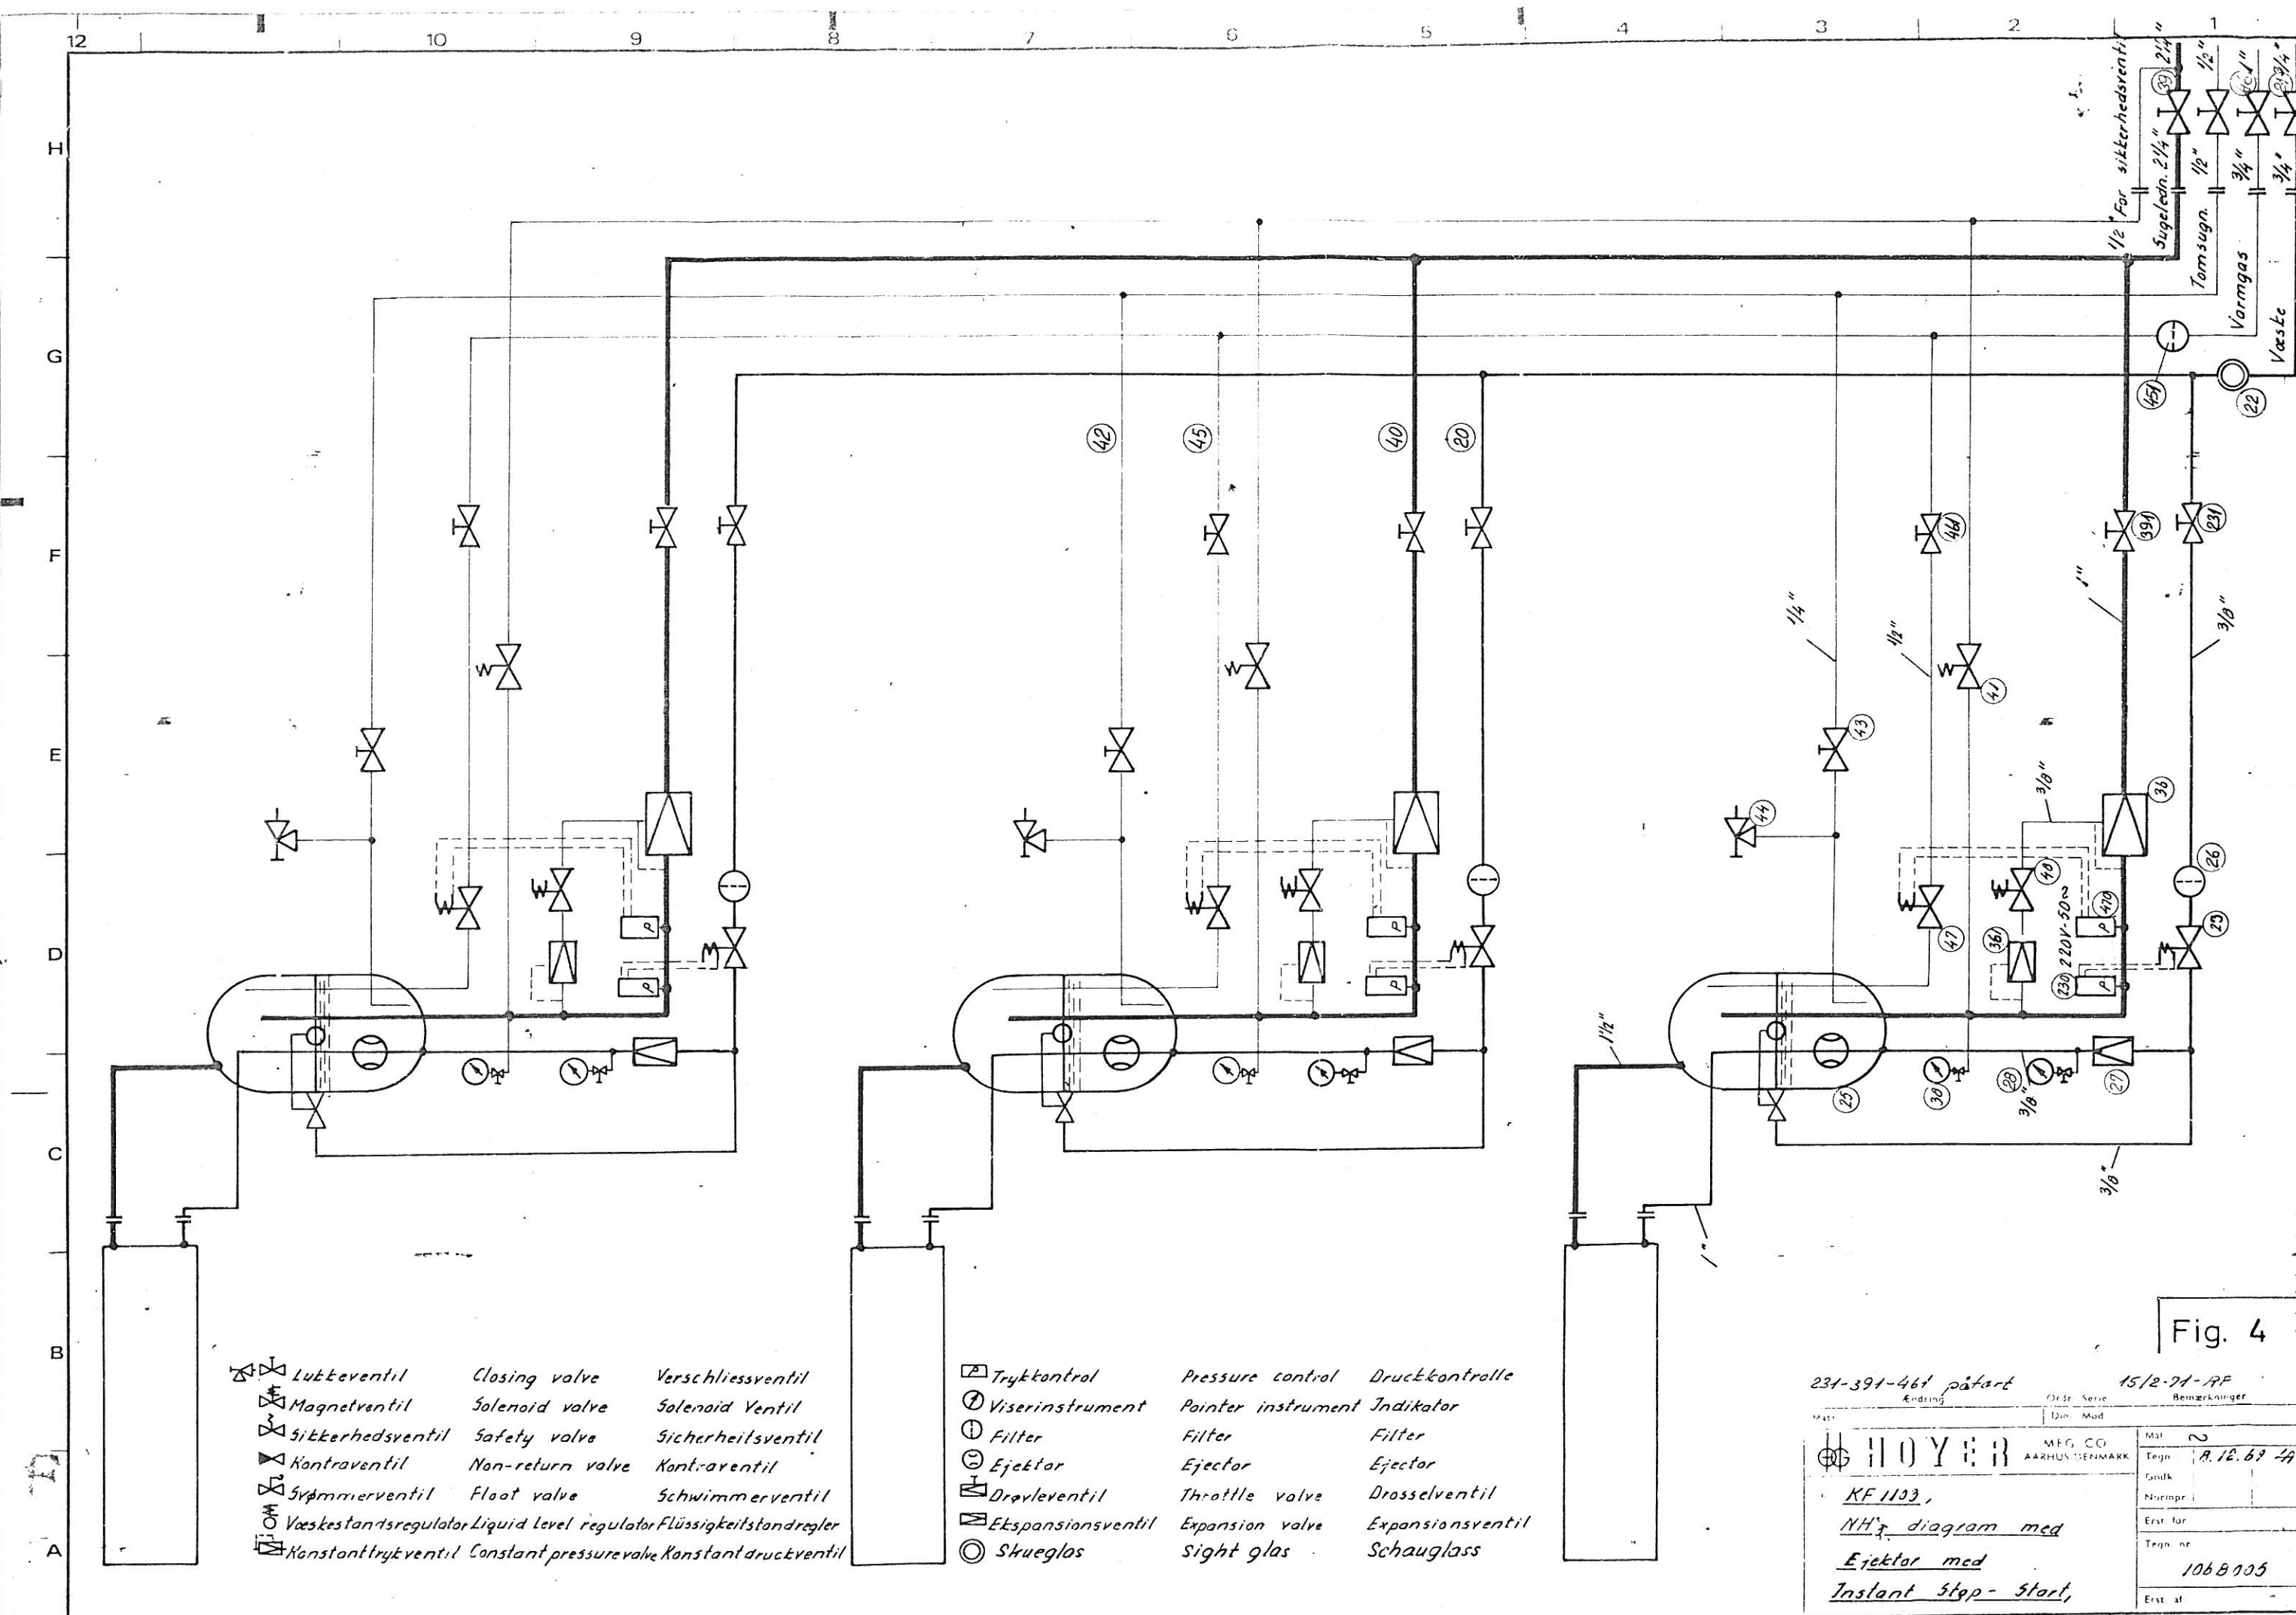 12 10 9 8 7 6 5 4 3 2 1
H
G
F
E
D
C
B
A
1/2" For sikkerhedsventil
Sugeledn. 2 1/4"
2 1/4"
39
1/2"
1/2"
Tomsugn.
1"
3/4"
Varmgas
3/4"
3/4"
Væske
451
22
42
45
40
20
461
391
231
1/4"
1/2"
1"
3/8"
41
43
44
3/8"
36
26
48
470
220V-50~
47
361
230
29
P
P
P
P
P
P
1 1/2"
25
38
28
3/8"
27
3/8"
1"
Fig. 4
Lukkeventil Closing valve Verschliessventil
Magnetventil Solenoid valve Solenoid Ventil
Sikkerhedsventil Safety valve Sicherheitsventil
Kontraventil Non-return valve Kontraventil
Svømmerventil Float valve Schwimmerventil
Væskestandsregulator Liquid level regulator Flüssigkeitstandregler
Konstanttrykventil Constant pressure valve Konstantdruckventil
P Trykkontrol Pressure control Druckkontrolle
Viserinstrument Pointer instrument Indikator
Filter Filter Filter
Ejektor Ejector Ejector
Drøvleventil Throttle valve Drosselventil
Ekspansionsventil Expansion valve Expansionsventil
Skueglas Sight glas Schauglass
231-391-461 påført 15/2-71-AF
Ændring Ordr. Serie Bemærkninger
Matr. Dim. Mod
HOYER MFG. CO AARHUS DENMARK
Mål
Tegn 8.12.69
Godk
Normpr.
Erst. for
Tegn. nr
106B005
Erst. af
KF 1103,
NH3 diagram med
Ejektor med
Instant Stop - Start,